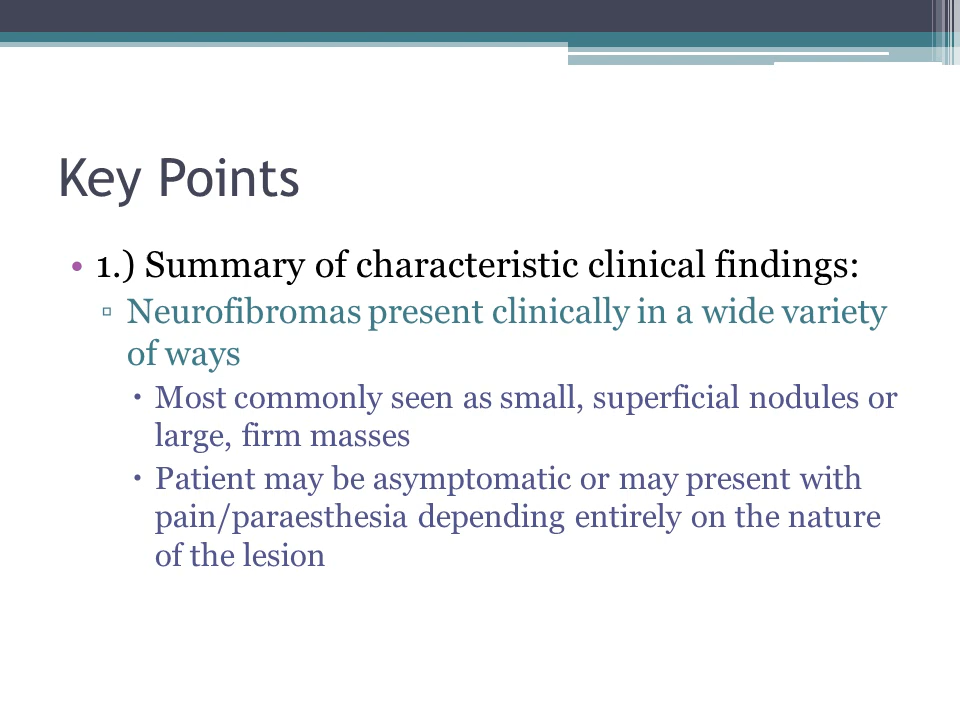 Key Points
• 1.) Summary of characteristic clinical findings:
▫ Neurofibromas present clinically in a wide variety
of ways
▪ Most commonly seen as small, superficial nodules or
large, firm masses
▪ Patient may be asymptomatic or may present with
pain/paraesthesia depending entirely on the nature
of the lesion